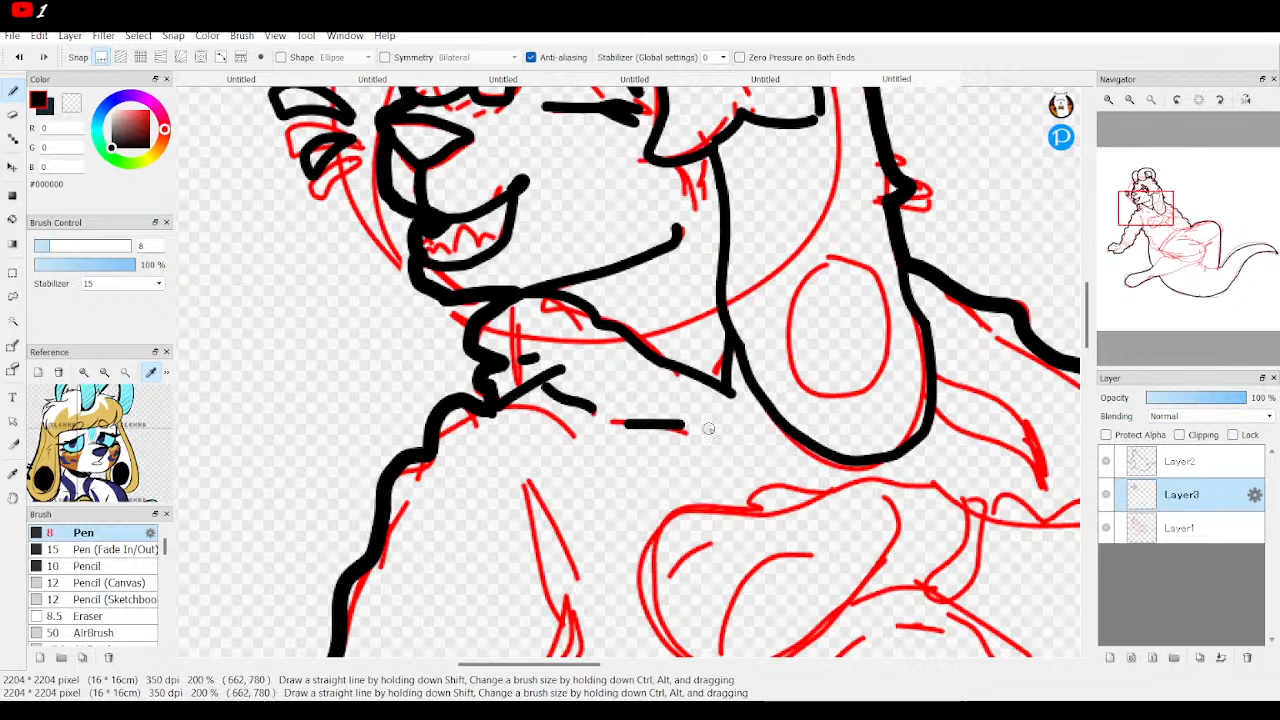 1
File Edit Layer Filter Select Snap Color Brush View Tool Window Help
Snap Shape Ellipse Symmetry Bilateral Anti-aliasing Stabilizer (Global settings) 0 Zero Pressure on Both Ends
Color
Untitled Untitled Untitled Untitled Untitled Untitled
Navigator
R 0
G 0
B 0
#000000
Brush Control
8
100 %
Stabilizer 15
Reference
Brush
8 Pen
15 Pen (Fade In/Out)
10 Pencil
12 Pencil (Canvas)
12 Pencil (Sketchboo
8.5 Eraser
50 AirBrush
Layer
Opacity 100 %
Blending Normal
Protect Alpha Clipping Lock
Layer2
Layer3
Layer1
2204 * 2204 pixel (16 * 16cm) 350 dpi 200 % ( 662, 780 ) Draw a straight line by holding down Shift, Change a brush size by holding down Ctrl, Alt, and dragging
2204 * 2204 pixel (16 * 16cm) 350 dpi 200 % ( 662, 780 ) Draw a straight line by holding down Shift, Change a brush size by holding down Ctrl, Alt, and dragging